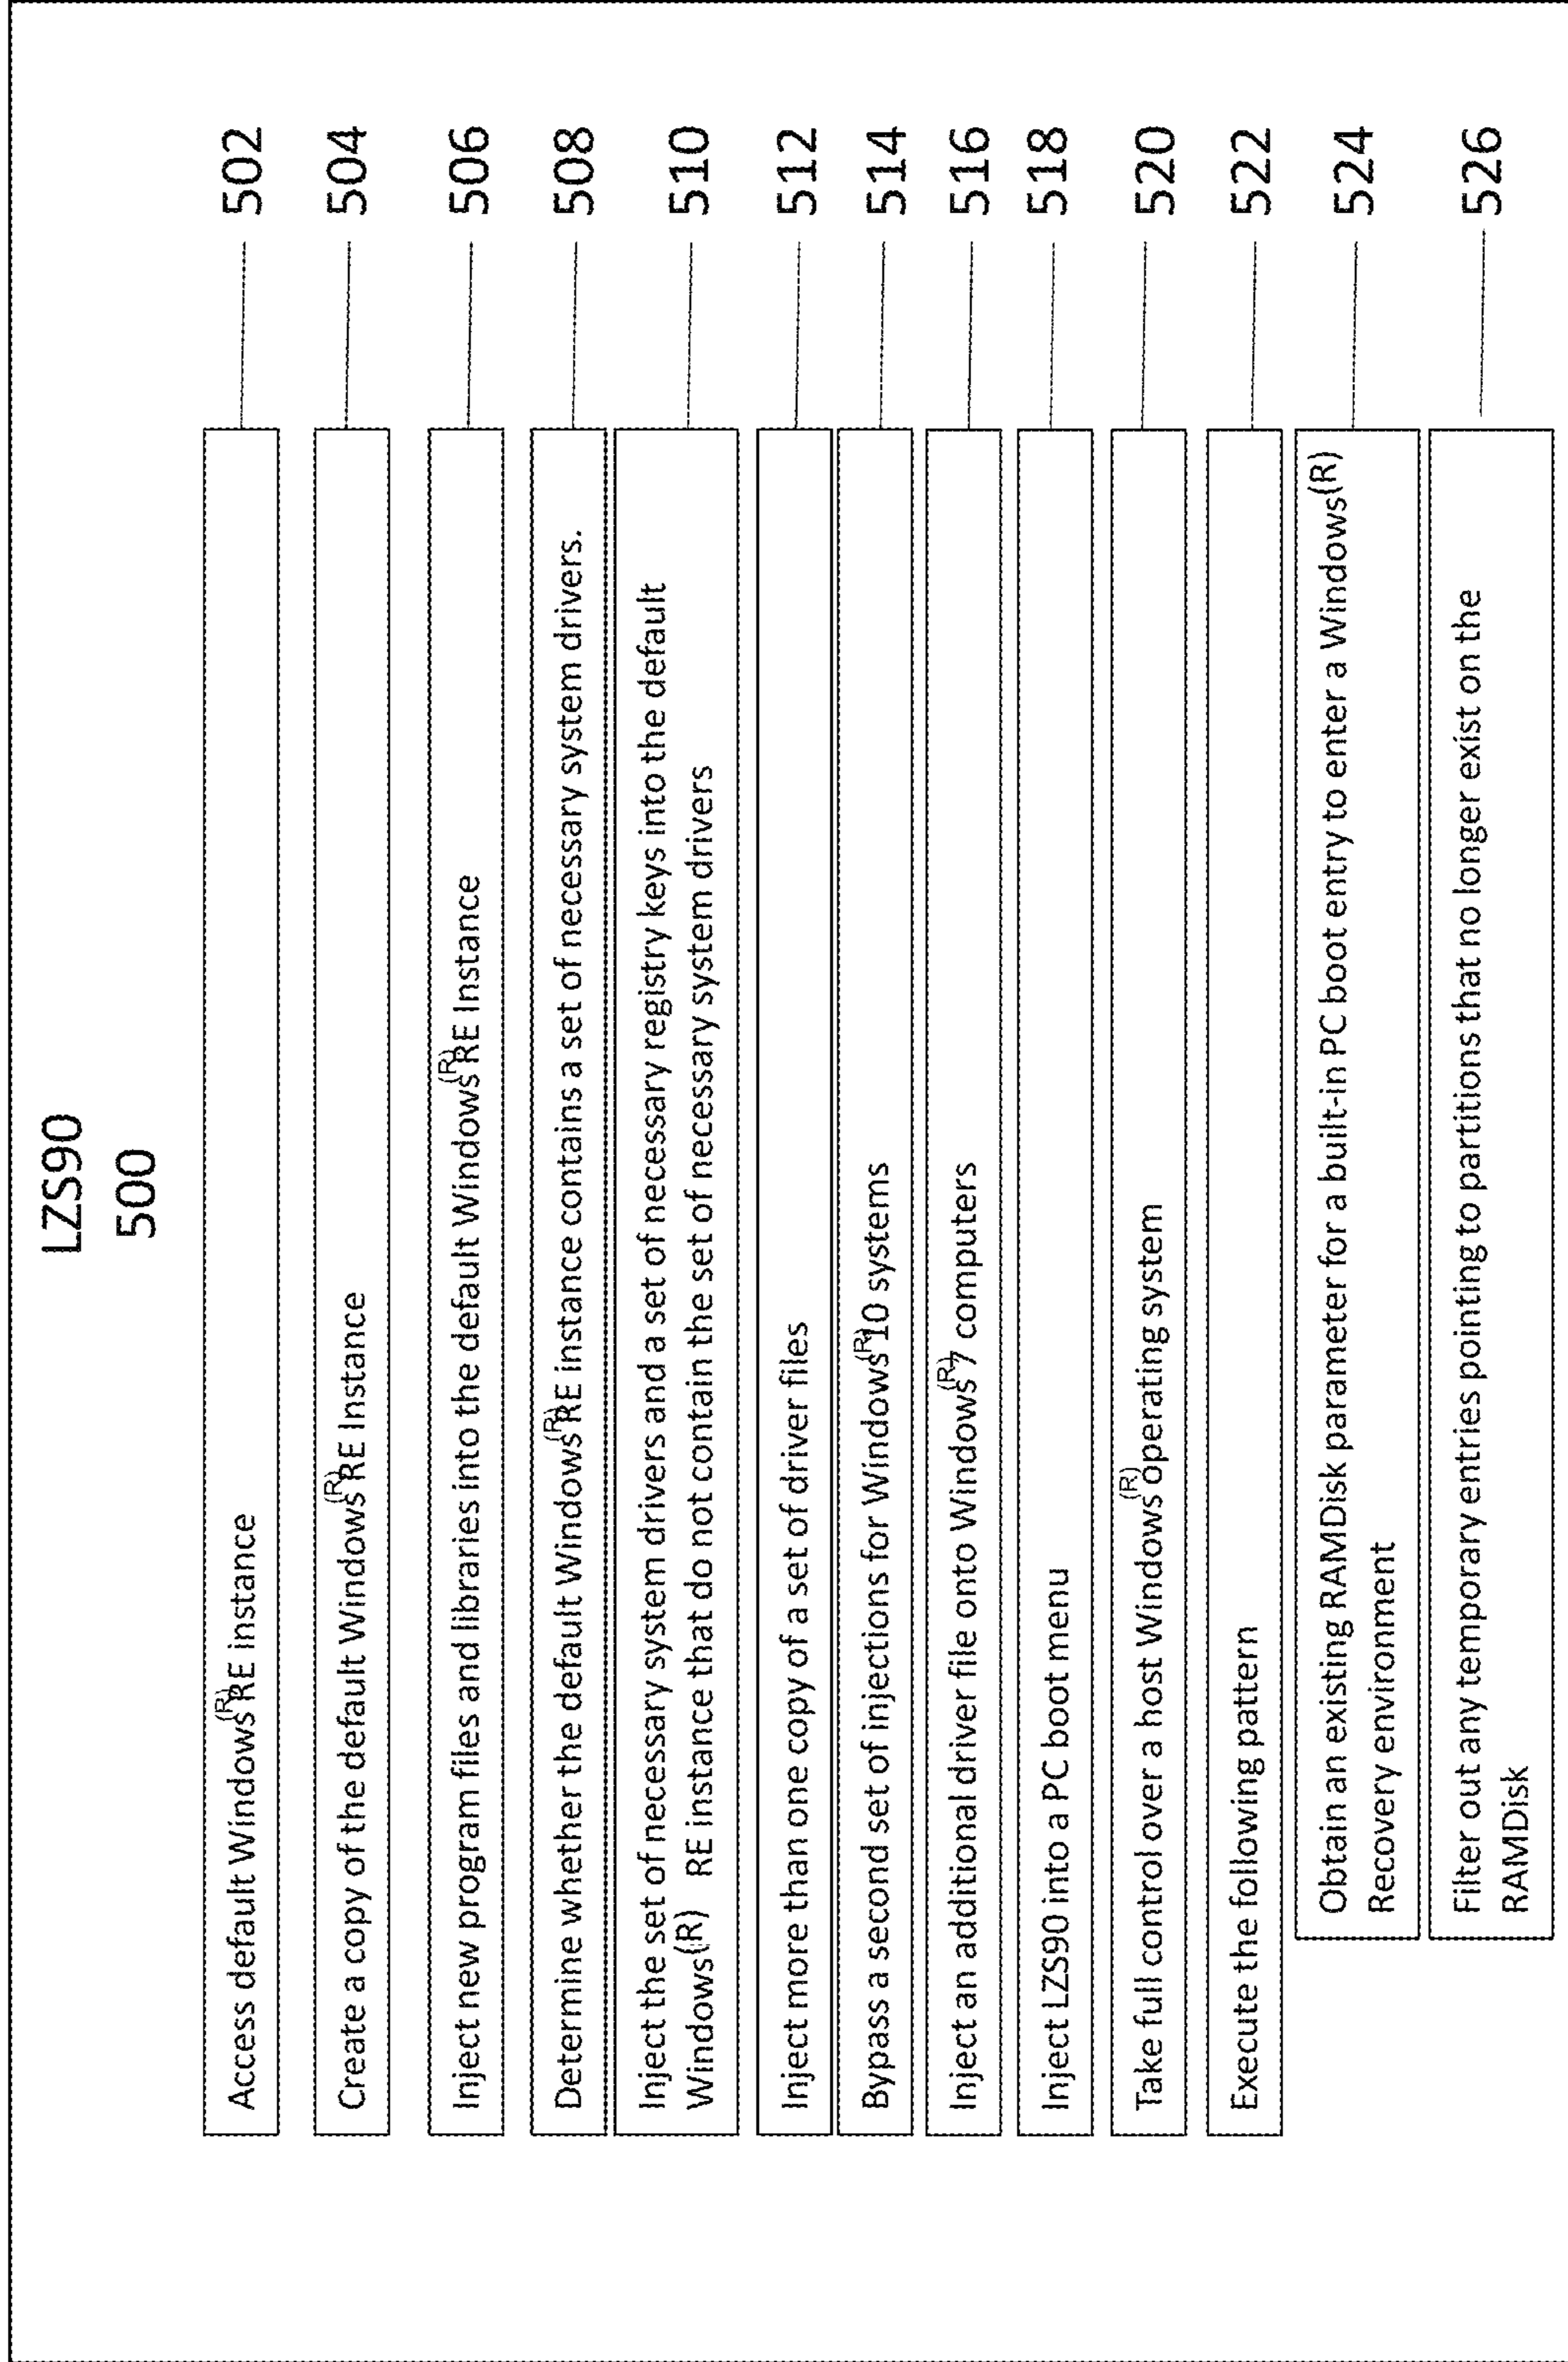 LZS90
500
Access default Windows(R) RE instance
502
Create a copy of the default Windows(R) RE Instance
504
Inject new program files and libraries into the default Windows(R) RE Instance
506
Determine whether the default Windows(R) RE instance contains a set of necessary system drivers.
508
Inject the set of necessary system drivers and a set of necessary registry keys into the default
Windows(R) RE instance that do not contain the set of necessary system drivers
510
Inject more than one copy of a set of driver files
512
Bypass a second set of injections for Windows(R) 10 systems
514
Inject an additional driver file onto Windows(R) 7 computers
516
Inject LZS90 into a PC boot menu
518
Take full control over a host Windows(R) operating system
520
Execute the following pattern
522
Obtain an existing RAMDisk parameter for a built-in PC boot entry to enter a Windows(R)
Recovery environment
524
Filter out any temporary entries pointing to partitions that no longer exist on the
RAMDisk
526